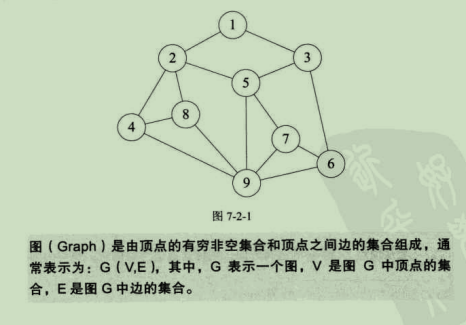 1
2
3
5
8
4
7
6
9
图 7-2-1
图（Graph）是由顶点的有穷非空集合和顶点之间边的集合组成，通
常表示为：G（V,E），其中，G 表示一个图，V 是图 G 中顶点的集
合，E是图G中边的集合。